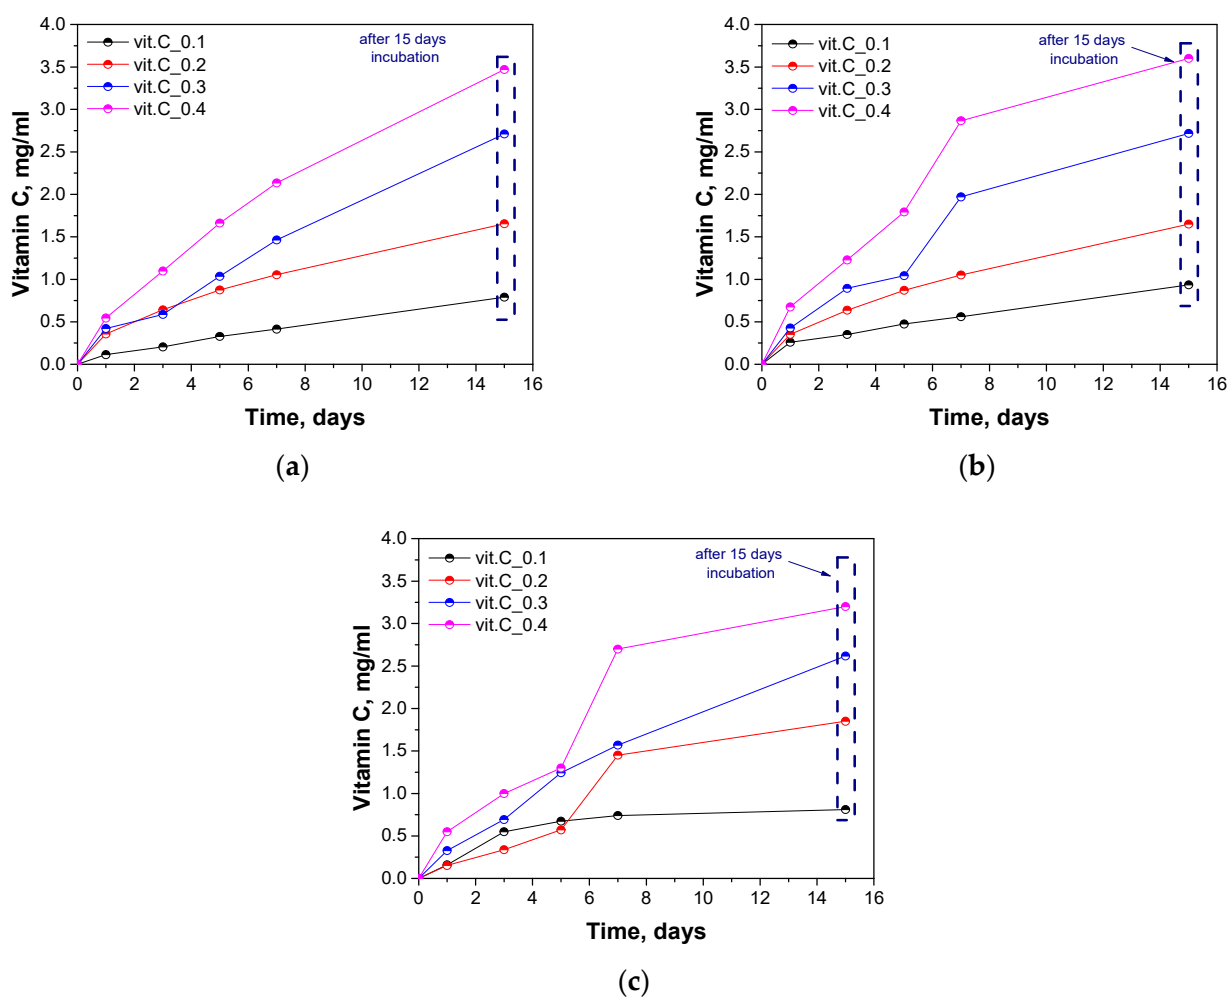 4.0
3.5
3.0
2.5
2.0
1.5
1.0
0.5
0.0
Vitamin C, mg/ml
vit.C_0.1
vit.C_0.2
vit.C_0.3
vit.C_0.4
after 15 days
incubation
0 2 4 6 8 10 12 14 16
Time, days
(a)
4.0
3.5
3.0
2.5
2.0
1.5
1.0
0.5
0.0
Vitamin C, mg/ml
vit.C_0.1
vit.C_0.2
vit.C_0.3
vit.C_0.4
after 15 days
incubation
0 2 4 6 8 10 12 14 16
Time, days
(b)
4.0
3.5
3.0
2.5
2.0
1.5
1.0
0.5
0.0
Vitamin C, mg/ml
vit.C_0.1
vit.C_0.2
vit.C_0.3
vit.C_0.4
after 15 days
incubation
0 2 4 6 8 10 12 14 16
Time, days
(c)